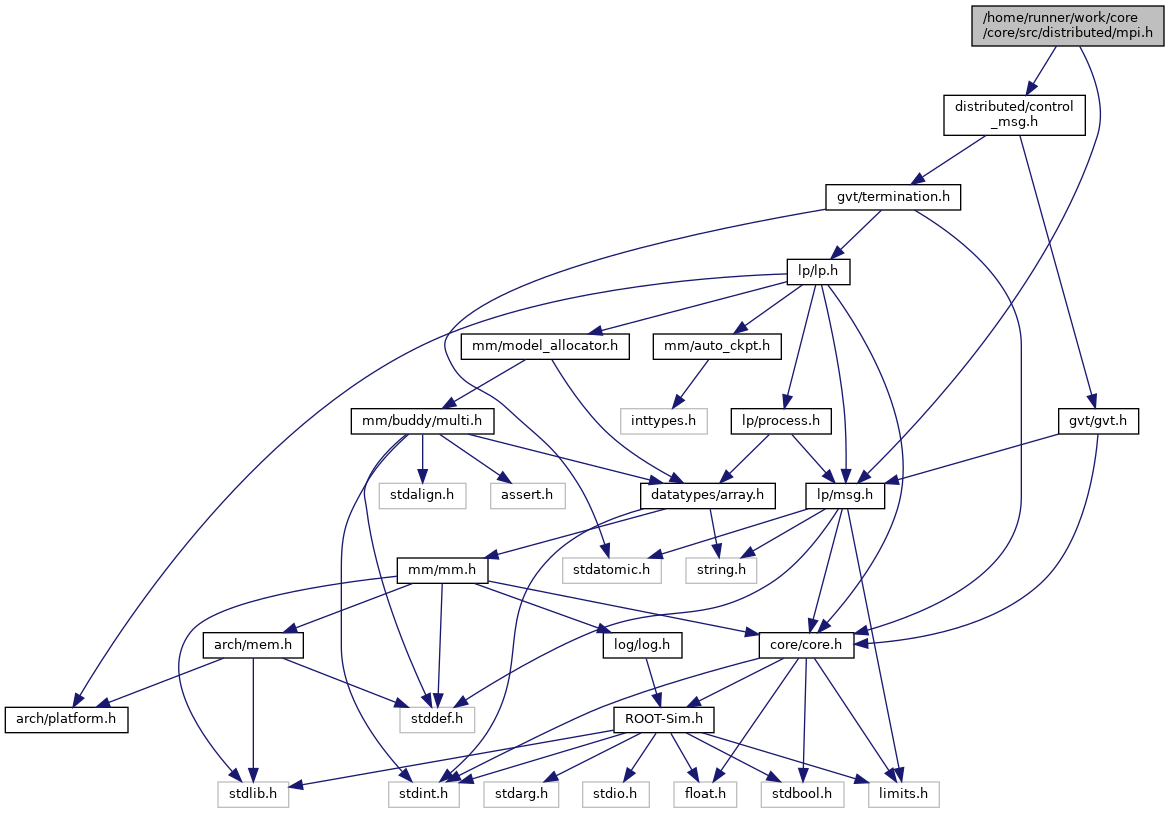 /home/runner/work/core
/core/src/distributed/mpi.h
distributed/control
_msg.h
gvt/termination.h
lp/lp.h
mm/model_allocator.h
mm/auto_ckpt.h
mm/buddy/multi.h
inttypes.h
lp/process.h
gvt/gvt.h
stdalign.h
assert.h
datatypes/array.h
lp/msg.h
mm/mm.h
stdatomic.h
string.h
arch/mem.h
log/log.h
core/core.h
arch/platform.h
stddef.h
ROOT-Sim.h
stdlib.h
stdint.h
stdarg.h
stdio.h
float.h
stdbool.h
limits.h